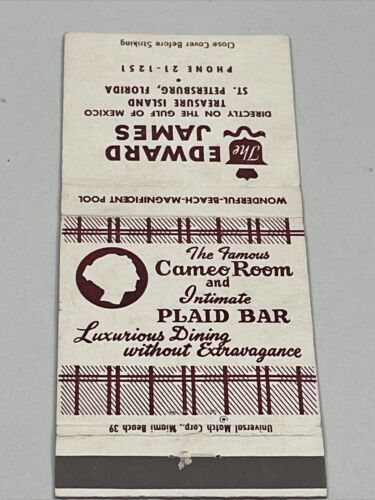 The Famous
Cameo Room
and
Intimate
PLAID BAR
Luxurious Dining
without Extravagance
Universal Match Corp., Miami Beach 39
WONDERFUL-BEACH-MAGNIFICENT POOL
The EDWARD
JAMES
DIRECTLY ON THE GULF OF MEXICO
TREASURE ISLAND
ST. PETERSBURG, FLORIDA
•
PHONE 21-1251
Close Cover Before Striking